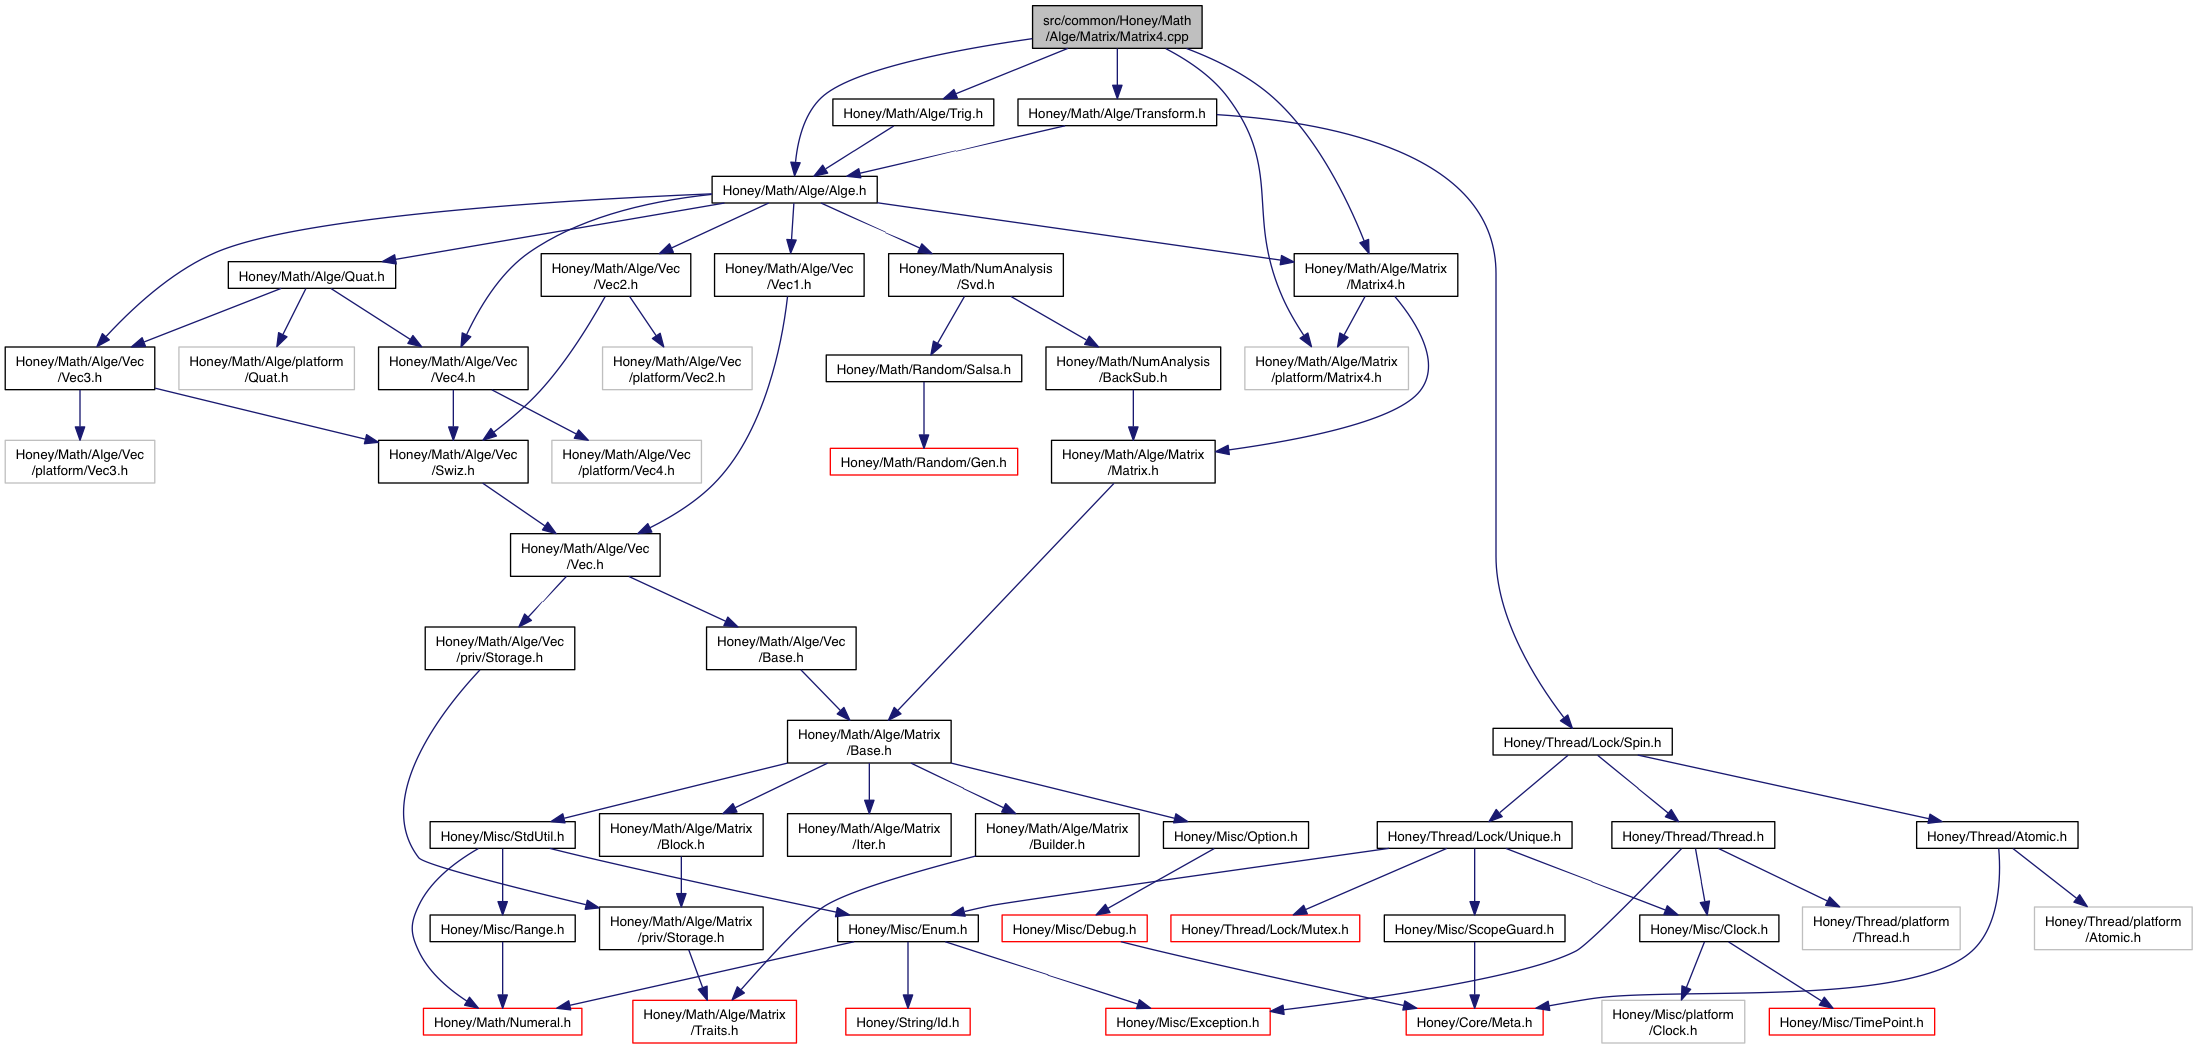 src/common/Honey/Math
/Alge/Matrix/Matrix4.cpp
Honey/Math/Alge/Trig.h
Honey/Math/Alge/Transform.h
Honey/Math/Alge/Alge.h
Honey/Math/Alge/Quat.h
Honey/Math/Alge/Vec
/Vec2.h
Honey/Math/Alge/Vec
/Vec1.h
Honey/Math/NumAnalysis
/Svd.h
Honey/Math/Alge/Matrix
/Matrix4.h
Honey/Math/Alge/Vec
/Vec3.h
Honey/Math/Alge/platform
/Quat.h
Honey/Math/Alge/Vec
/Vec4.h
Honey/Math/Alge/Vec
/platform/Vec2.h
Honey/Math/Random/Salsa.h
Honey/Math/NumAnalysis
/BackSub.h
Honey/Math/Alge/Matrix
/platform/Matrix4.h
Honey/Math/Alge/Vec
/platform/Vec3.h
Honey/Math/Alge/Vec
/Swiz.h
Honey/Math/Alge/Vec
/platform/Vec4.h
Honey/Math/Random/Gen.h
Honey/Math/Alge/Matrix
/Matrix.h
Honey/Math/Alge/Vec
/Vec.h
Honey/Math/Alge/Vec
/priv/Storage.h
Honey/Math/Alge/Vec
/Base.h
Honey/Math/Alge/Matrix
/Base.h
Honey/Thread/Lock/Spin.h
Honey/Misc/StdUtil.h
Honey/Math/Alge/Matrix
/Block.h
Honey/Math/Alge/Matrix
/Iter.h
Honey/Math/Alge/Matrix
/Builder.h
Honey/Misc/Option.h
Honey/Thread/Lock/Unique.h
Honey/Thread/Thread.h
Honey/Thread/Atomic.h
Honey/Misc/Range.h
Honey/Math/Alge/Matrix
/priv/Storage.h
Honey/Misc/Enum.h
Honey/Misc/Debug.h
Honey/Thread/Lock/Mutex.h
Honey/Misc/ScopeGuard.h
Honey/Misc/Clock.h
Honey/Thread/platform
/Thread.h
Honey/Thread/platform
/Atomic.h
Honey/Math/Numeral.h
Honey/Math/Alge/Matrix
/Traits.h
Honey/String/Id.h
Honey/Misc/Exception.h
Honey/Core/Meta.h
Honey/Misc/platform
/Clock.h
Honey/Misc/TimePoint.h